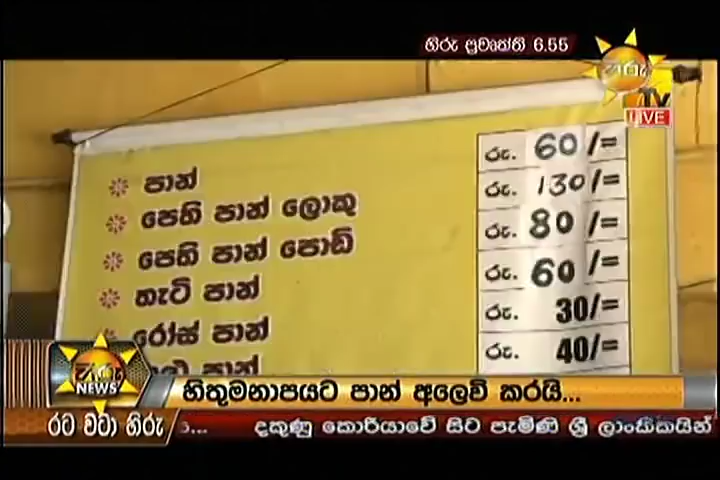 හිරු ප්‍රවෘත්ති 6.55
හිරු
TV
LIVE
පාන් රු. 60/=
පෙති පාන් ලොකු රු. 130/=
පෙති පාන් පොඩි රු. 80/=
තැටි පාන් රු. 60/=
රෝස් පාන් රු. 30/=
පාන් රු. 40/=
හිරු
NEWS
හිතුමනාපයට පාන් අලෙවි කරයි...
රට වටා හිරු
... දකුණු කොරියාවේ සිට පැමිණි ශ්‍රී ලාංකිකයින්